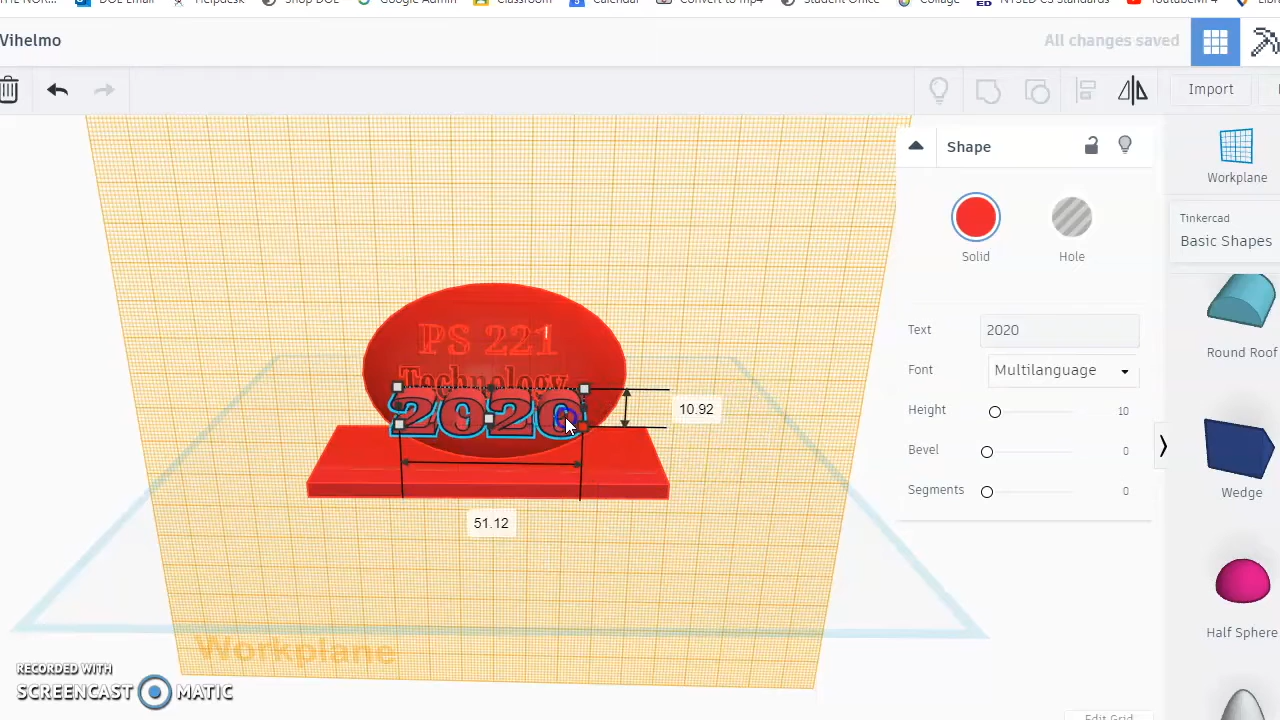 DOE Email
Helpdesk
Shop DOE
Google Admin
Classroom
Calendar
Convert to mp4
Student Office
Collage
NYSED CS Standards
YoutubeMP4
Vihelmo
All changes saved
Import
Shape
Workplane
Solid
Hole
Tinkercad
Basic Shapes
Text 2020
Font Multilanguage
Height 10
Bevel 0
Segments 0
Round Roof
Wedge
Half Sphere
PS 221
Technology
2020
10.92
51.12
Workplane
RECORDED WITH
SCREENCAST MATIC
Edit Grid